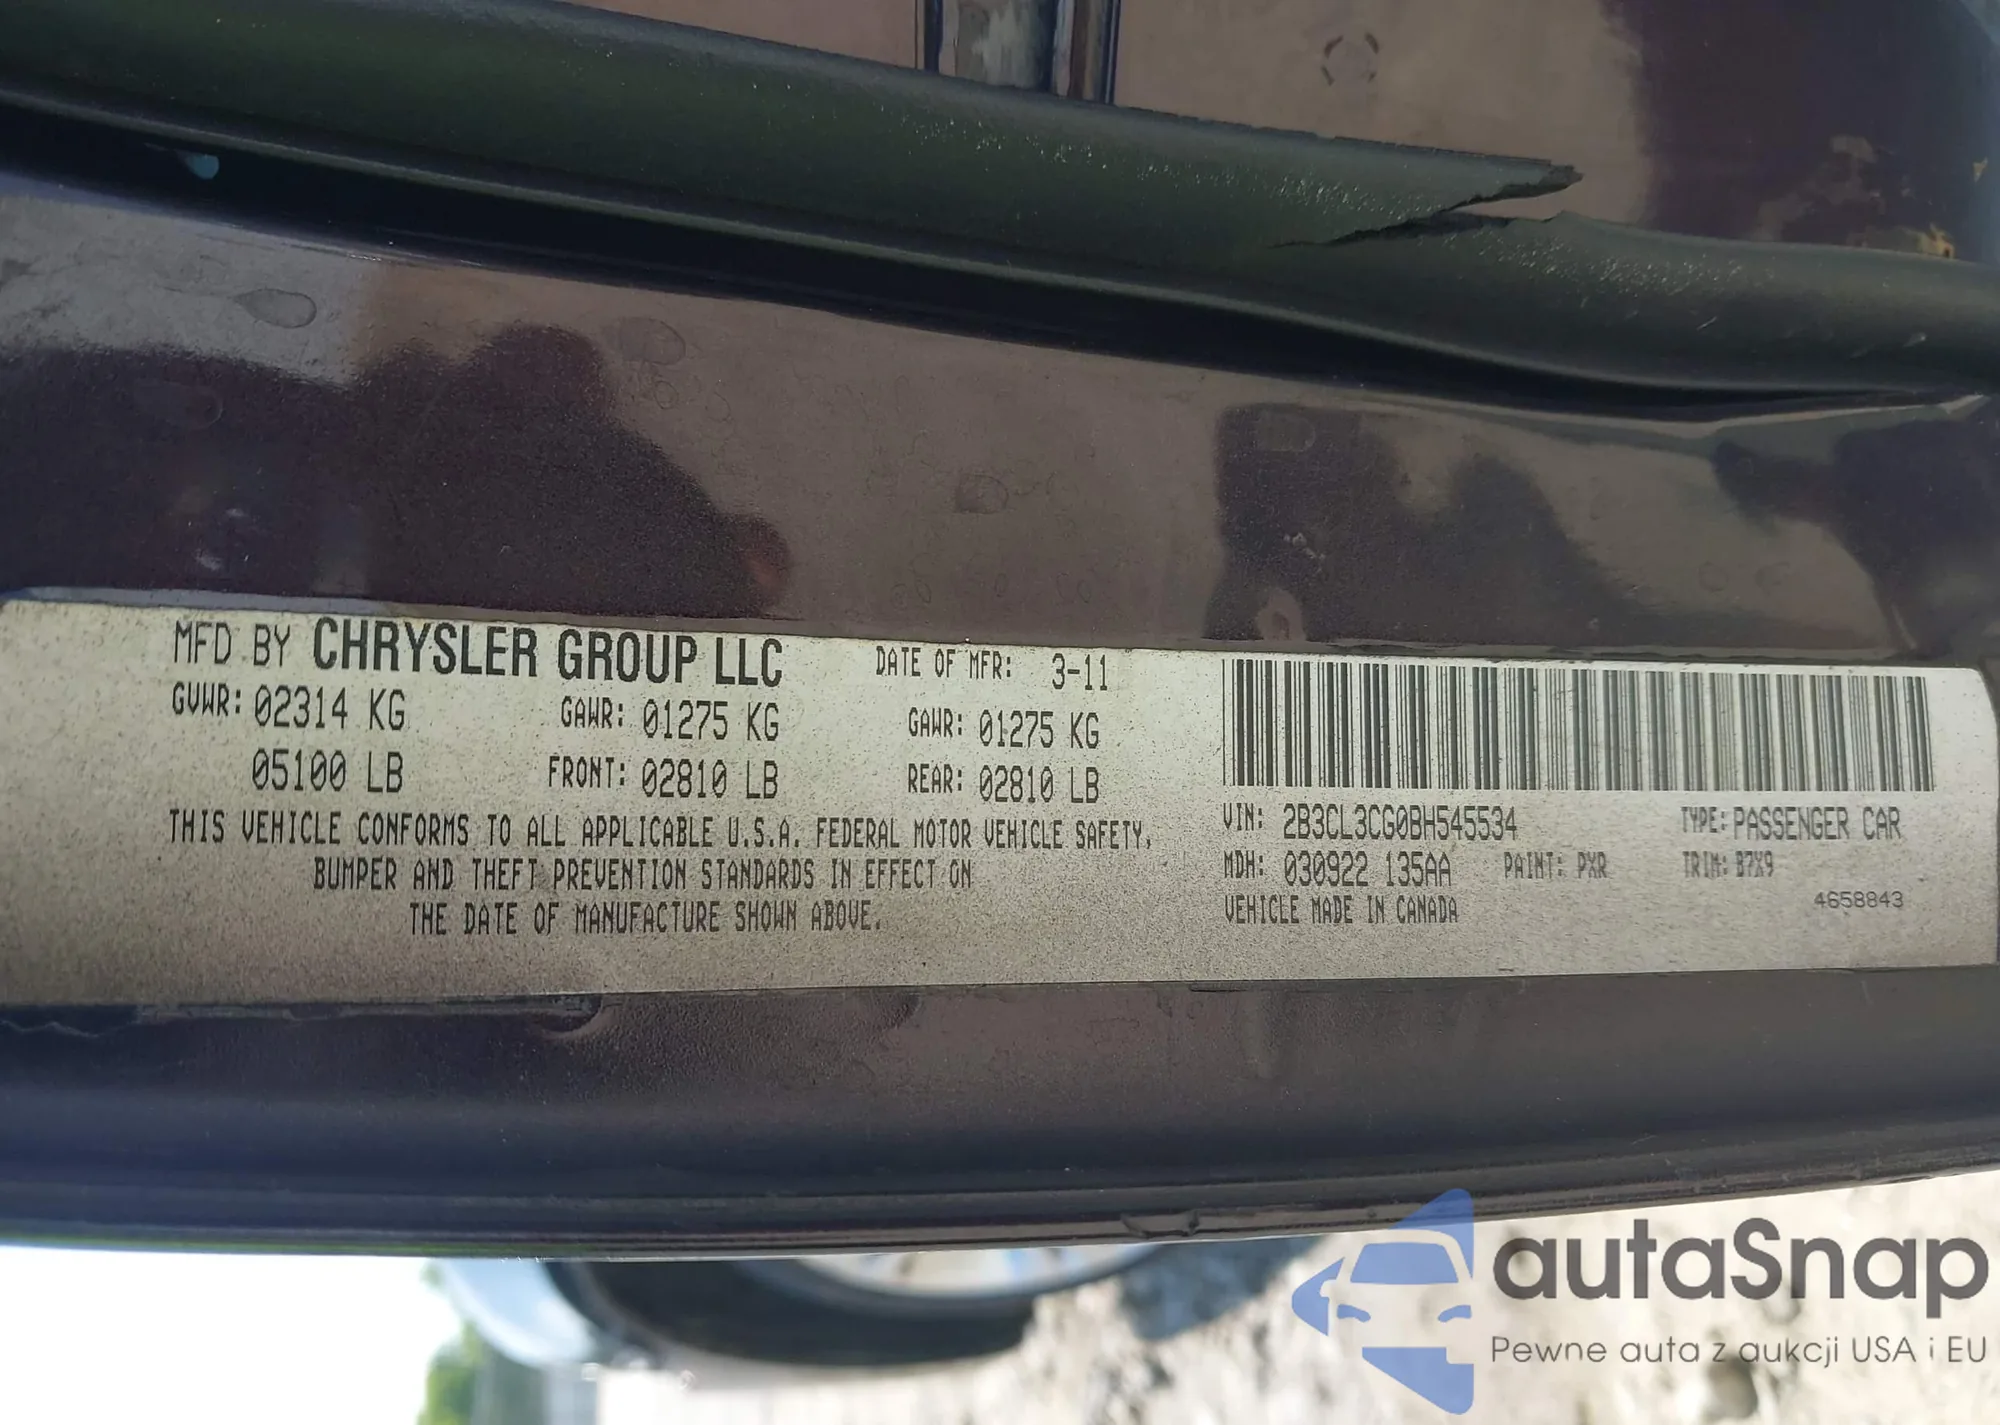 MFD BY CHRYSLER GROUP LLC DATE OF MFR: 3-11
GVWR: 02314 KG GAWR: 01275 KG GAWR: 01275 KG
05100 LB FRONT: 02810 LB REAR: 02810 LB
THIS VEHICLE CONFORMS TO ALL APPLICABLE U.S.A. FEDERAL MOTOR VEHICLE SAFETY,
BUMPER AND THEFT PREVENTION STANDARDS IN EFFECT ON
THE DATE OF MANUFACTURE SHOWN ABOVE.
VIN: 2B3CL3CG0BH545534 TYPE: PASSENGER CAR
MDH: 030922 135AA PAINT: PXR TRIM: B7X9
VEHICLE MADE IN CANADA 4658843
autaSnap
Pewne auta z aukcji USA i EU